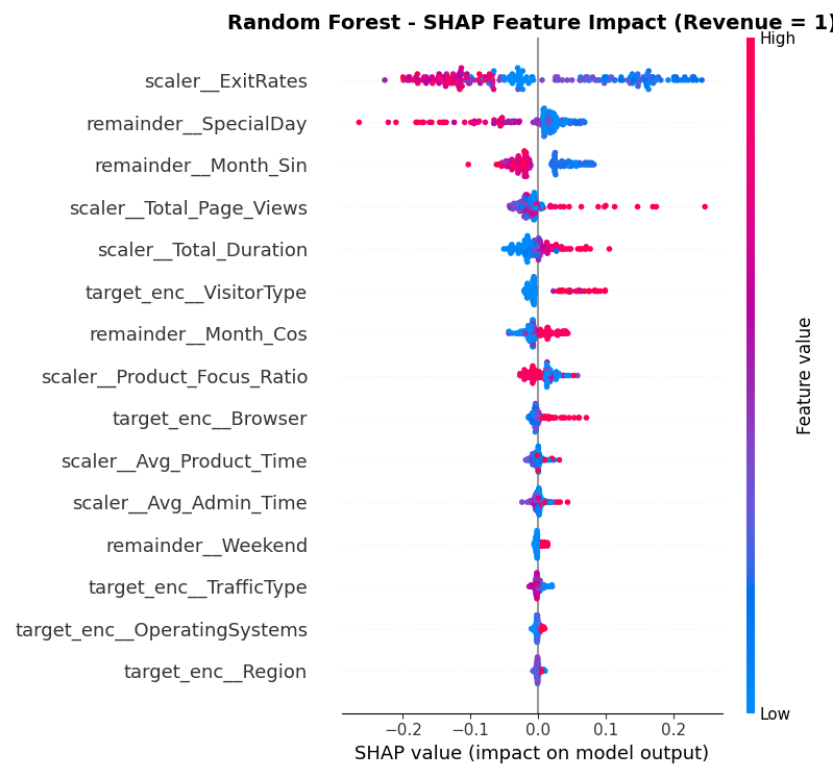 Random Forest - SHAP Feature Impact (Revenue = 1)
High
scaler__ExitRates
remainder__SpecialDay
remainder__Month_Sin
scaler__Total_Page_Views
scaler__Total_Duration
target_enc__VisitorType
remainder__Month_Cos
scaler__Product_Focus_Ratio
target_enc__Browser
scaler__Avg_Product_Time
scaler__Avg_Admin_Time
remainder__Weekend
target_enc__TrafficType
target_enc__OperatingSystems
target_enc__Region
Feature value
Low
−0.2 −0.1 0.0 0.1 0.2
SHAP value (impact on model output)